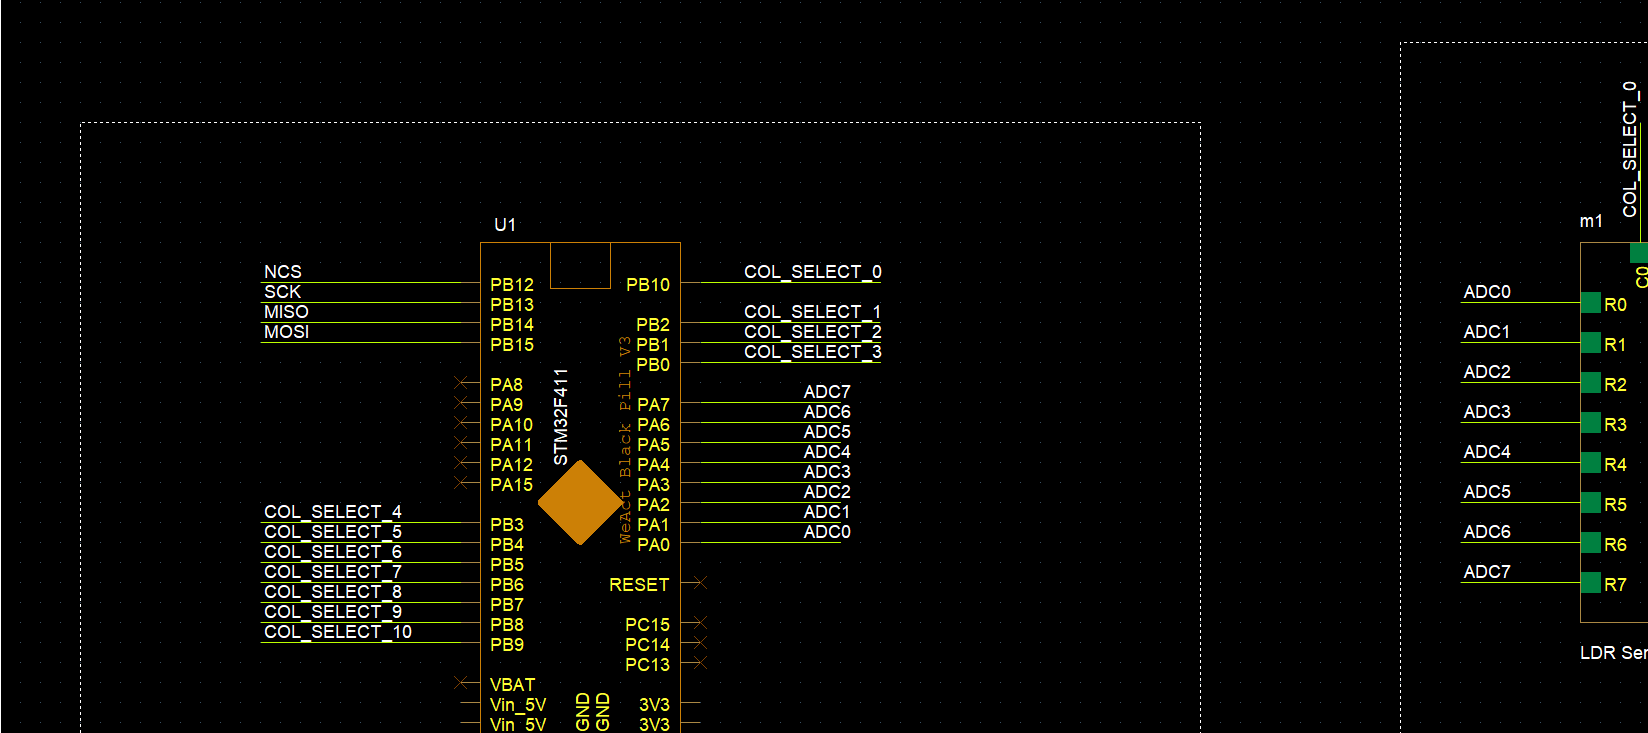 U1
NCS
SCK
MISO
MOSI
PB12
PB13
PB14
PB15
PA8
PA9
PA10
PA11
PA12
PA15
COL_SELECT_4
COL_SELECT_5
COL_SELECT_6
COL_SELECT_7
COL_SELECT_8
COL_SELECT_9
COL_SELECT_10
PB3
PB4
PB5
PB6
PB7
PB8
PB9
VBAT
Vin_5V
Vin_5V
STM32F411
WeAct Black Pill V3
GND
GND
PB10
PB2
PB1
PB0
PA7
PA6
PA5
PA4
PA3
PA2
PA1
PA0
RESET
PC15
PC14
PC13
3V3
3V3
COL_SELECT_0
COL_SELECT_1
COL_SELECT_2
COL_SELECT_3
ADC7
ADC6
ADC5
ADC4
ADC3
ADC2
ADC1
ADC0
COL_SELECT_0
m1
C0
ADC0
ADC1
ADC2
ADC3
ADC4
ADC5
ADC6
ADC7
R0
R1
R2
R3
R4
R5
R6
R7
LDR Ser